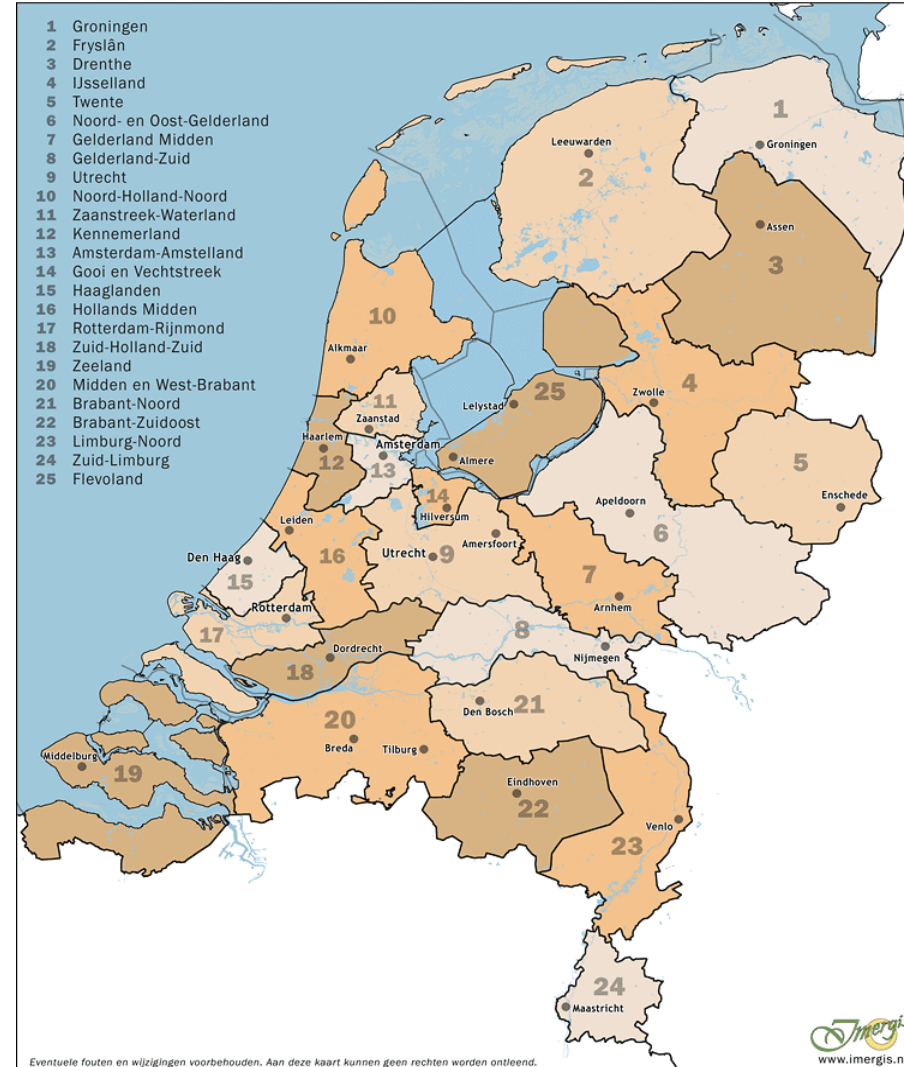 1 Groningen
2 Fryslân
3 Drenthe
4 IJsselland
5 Twente
6 Noord- en Oost-Gelderland
7 Gelderland Midden
8 Gelderland-Zuid
9 Utrecht
10 Noord-Holland-Noord
11 Zaanstreek-Waterland
12 Kennemerland
13 Amsterdam-Amstelland
14 Gooi en Vechtstreek
15 Haaglanden
16 Hollands Midden
17 Rotterdam-Rijnmond
18 Zuid-Holland-Zuid
19 Zeeland
20 Midden en West-Brabant
21 Brabant-Noord
22 Brabant-Zuidoost
23 Limburg-Noord
24 Zuid-Limburg
25 Flevoland
1
Groningen
Leeuwarden
2
Assen
3
10
Alkmaar
4
Zwolle
25
Lelystad
11
Zaanstad
Haarlem
12
Amsterdam
13
Almere
5
Enschede
14
Hilversum
Apeldoorn
6
Leiden
16
Amersfoort
Utrecht
9
Den Haag
15
7
Arnhem
Rotterdam
17
8
Nijmegen
Dordrecht
18
Den Bosch
21
20
Breda
Tilburg
Middelburg
19
Eindhoven
22
Venlo
23
24
Maastricht
Imergis
www.imergis.n
Eventuele fouten en wijzigingen voorbehouden. Aan deze kaart kunnen geen rechten worden ontleend.